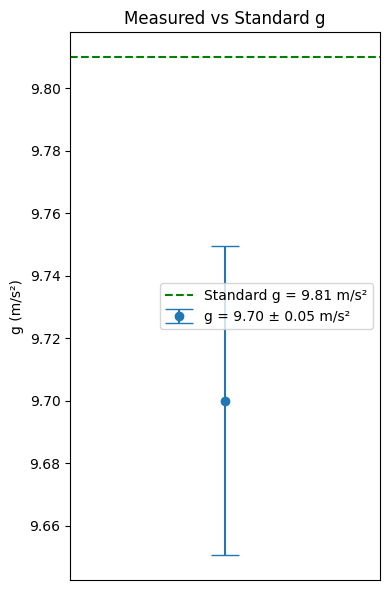 Measured vs Standard g
9.80
9.78
9.76
9.74
9.72
9.70
9.68
9.66
g (m/s²)
Standard g = 9.81 m/s²
g = 9.70 ± 0.05 m/s²